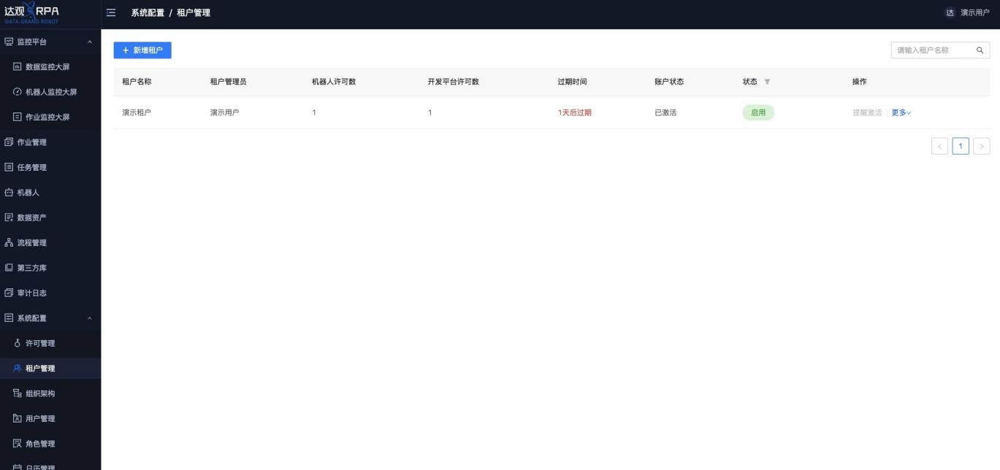 达观 RPA
DATA GRAND ROBOT
系统配置 / 租户管理
达 演示用户
监控平台
数据监控大屏
机器人监控大屏
作业监控大屏
作业管理
任务管理
机器人
数据资产
流程管理
第三方库
审计日志
系统配置
许可管理
租户管理
组织架构
用户管理
角色管理
日历管理
+ 新增租户
请输入租户名称
租户名称 租户管理员 机器人许可数 开发平台许可数 过期时间 账户状态 状态 操作
演示租户 演示用户 1 1 1天后过期 已激活 启用 提醒激活 更多
< 1 >